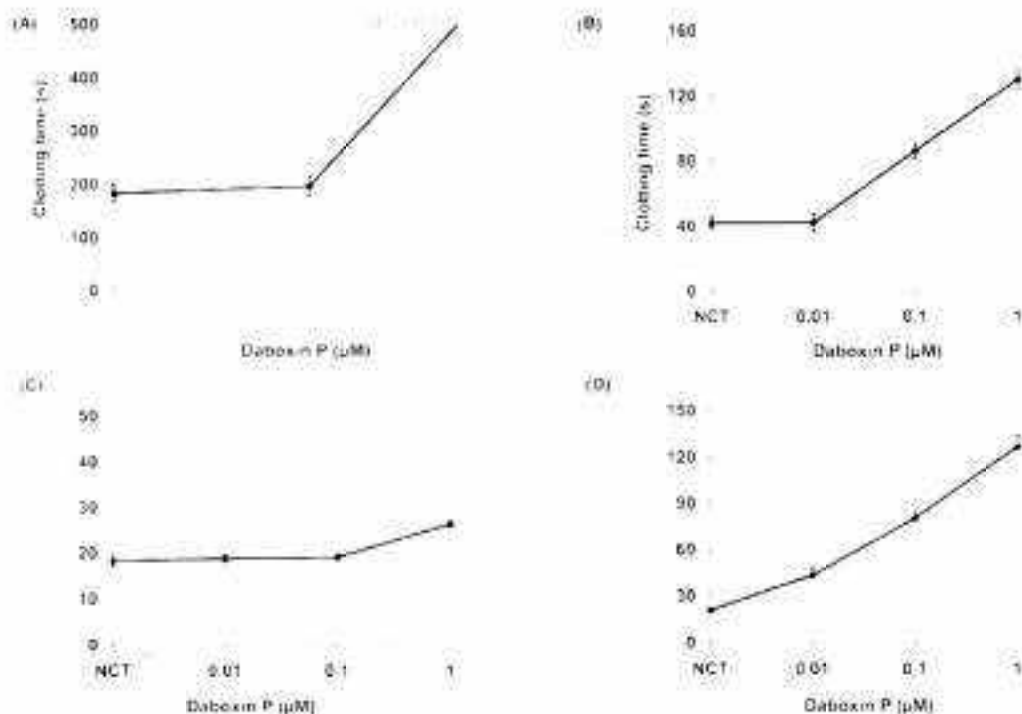 (A)
500
400
300
200
100
0
Clotting time (s)
Daboxin P (µM)
(B)
160
120
80
40
0
Clotting time (s)
NCT 0.01 0.1 1
Daboxin P (µM)
(C)
50
40
30
20
10
0
NCT 0.01 0.1 1
Daboxin P (µM)
(D)
150
120
90
60
30
0
NCT 0.01 0.1 1
Daboxin P (µM)